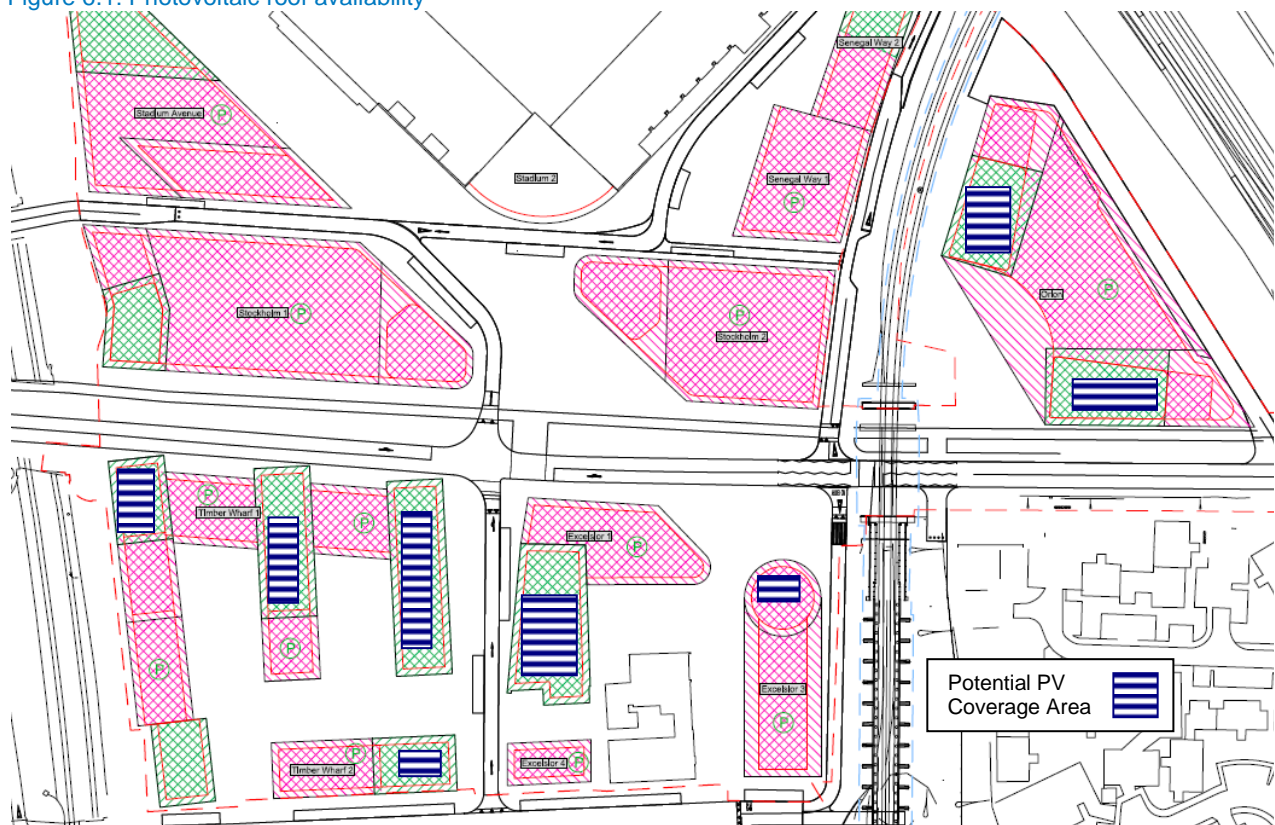 Figure 6.1: Photovoltaic roof availability
Senegal Way 2
Stadium Avenue
P
Stadium 2
Senegal Way 1
P
Orion
P
Stockholm 1
P
P
Stockholm 2
P
Timber Wharf 1
P
Excelsior 1
P
P
P
Excelsior 3
P
Potential PV
Coverage Area
P
Timber Wharf 2
Excelsior 4
P